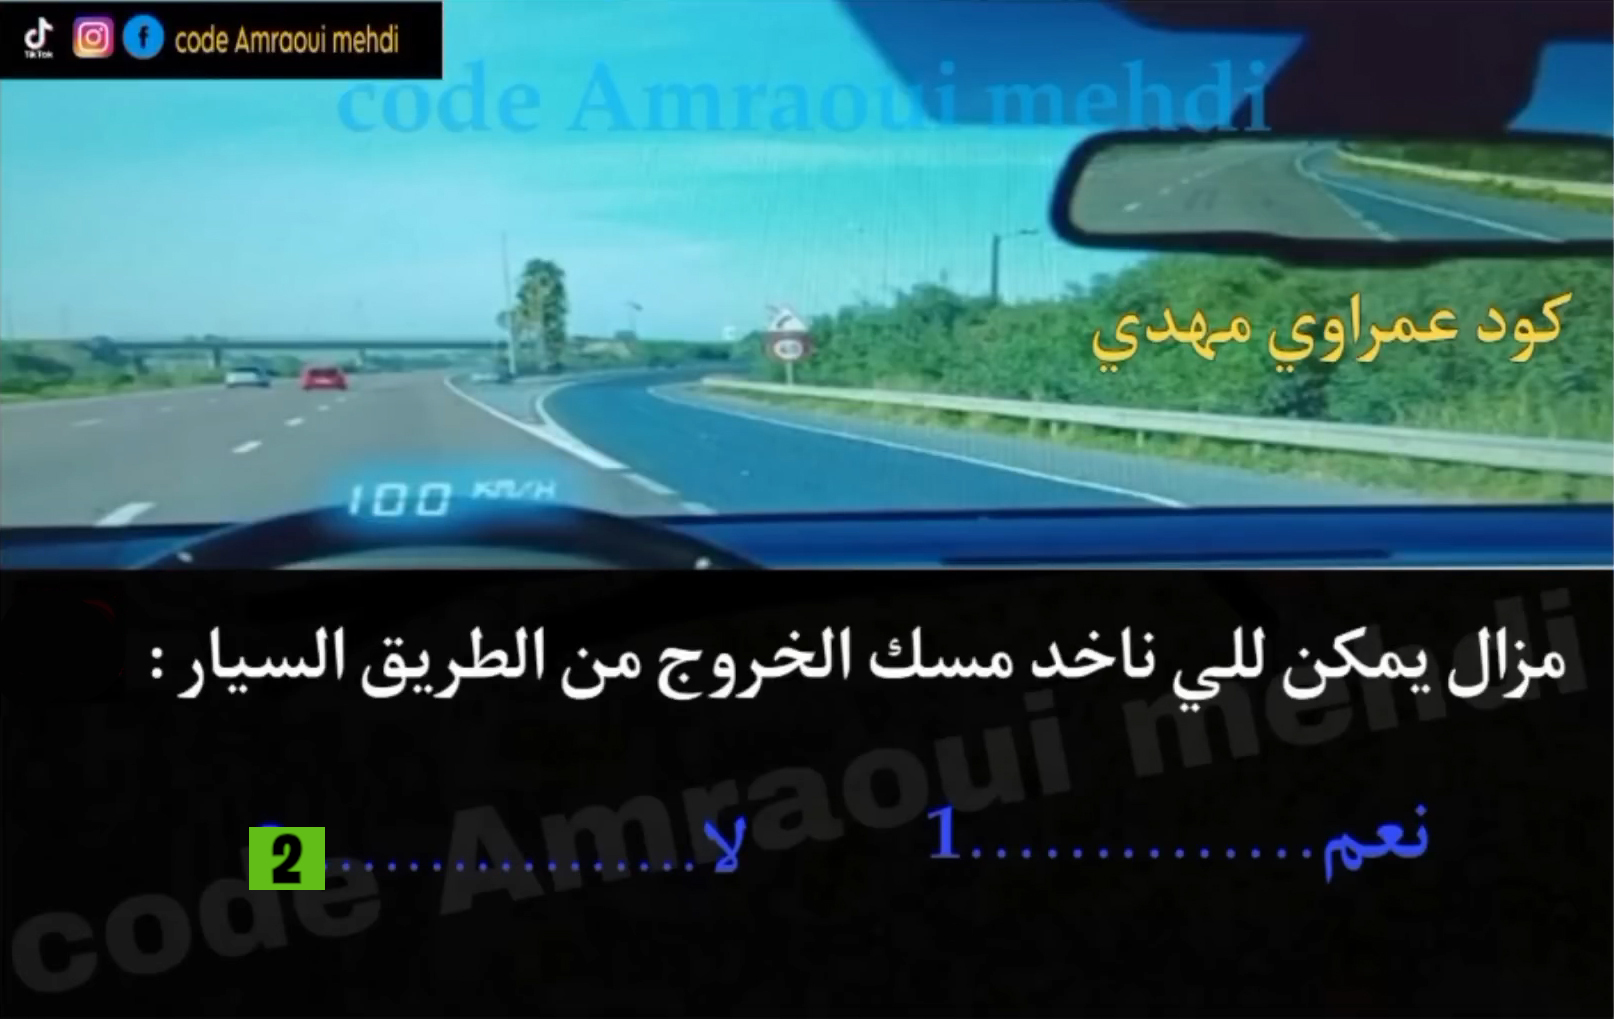 TikTok
code Amraoui mehdi
code Amraoui mehdi
كود عمراوي مهدي
100 KM/H
مزال يمكن للي ناخد مسك الخروج من الطريق السيار :
نعم..............1
لا...............2
code Amraoui mehdi